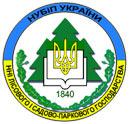 НУБІП УКРАЇНИ
1840
ННІ ЛІСОВОГО І САДОВО-ПАРКОВОГО ГОСПОДАРСТВА